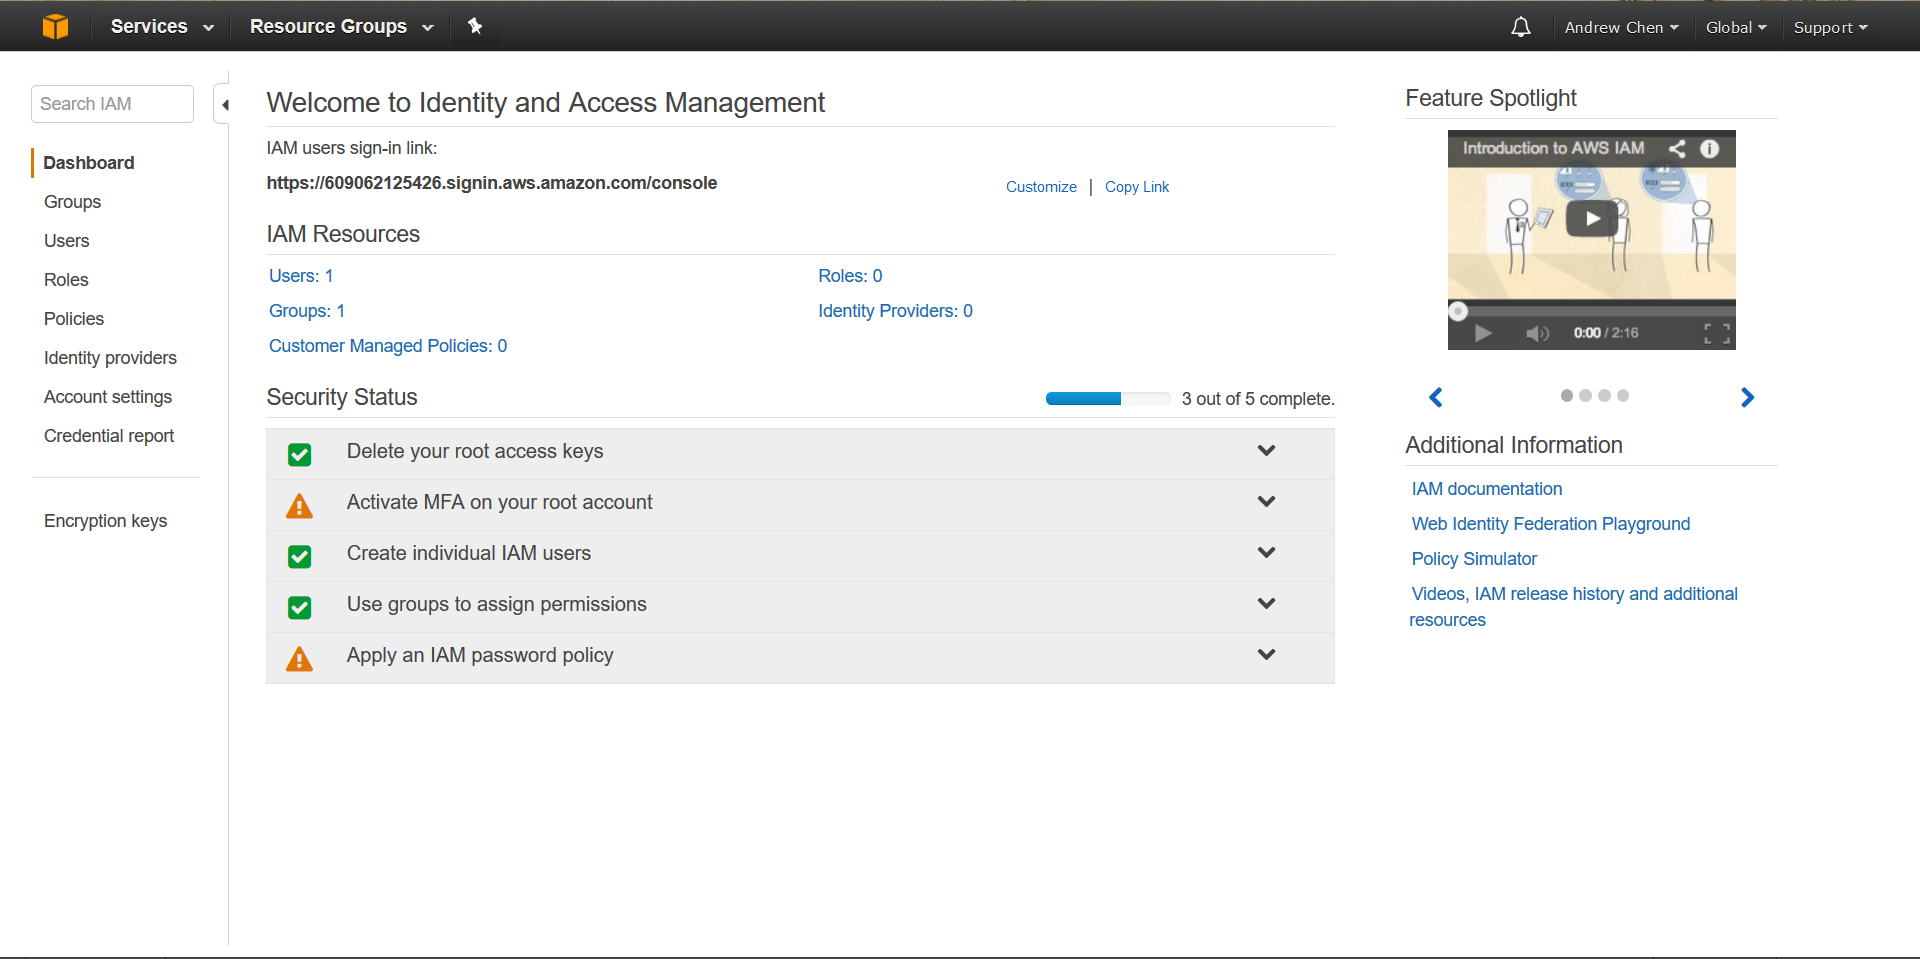 Services
Resource Groups
Andrew Chen
Global
Support
Search IAM
Dashboard
Groups
Users
Roles
Policies
Identity providers
Account settings
Credential report
Encryption keys
Welcome to Identity and Access Management
IAM users sign-in link:
https://609062125426.signin.aws.amazon.com/console
Customize | Copy Link
IAM Resources
Users: 1
Roles: 0
Groups: 1
Identity Providers: 0
Customer Managed Policies: 0
Security Status
3 out of 5 complete.
Delete your root access keys
Activate MFA on your root account
Create individual IAM users
Use groups to assign permissions
Apply an IAM password policy
Feature Spotlight
Introduction to AWS IAM
0:00 / 2:16
Additional Information
IAM documentation
Web Identity Federation Playground
Policy Simulator
Videos, IAM release history and additional
resources